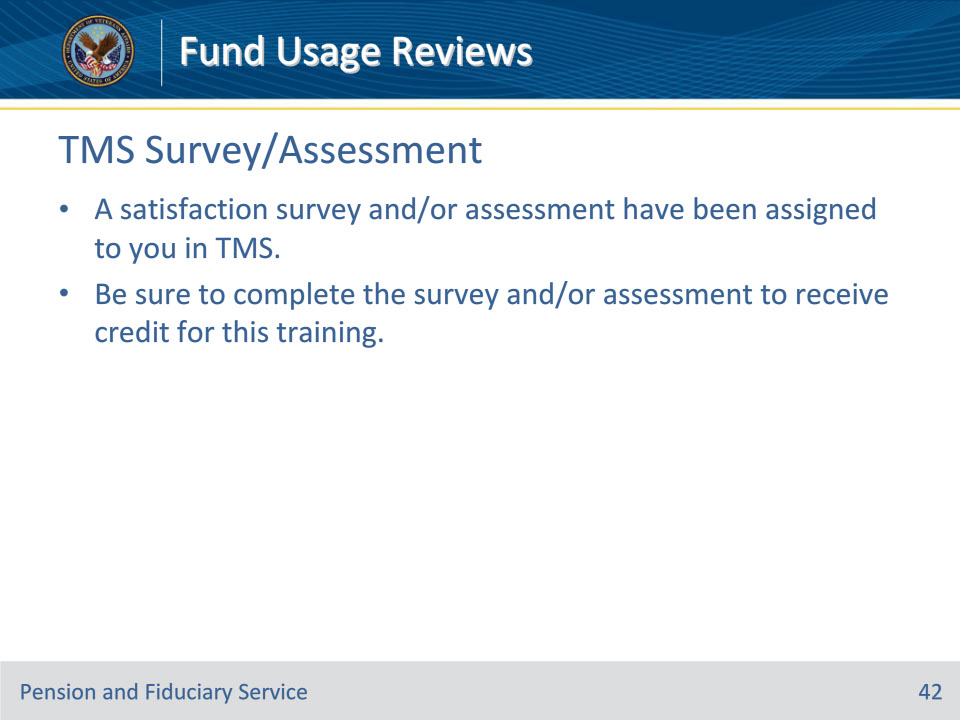 Fund Usage Reviews
TMS Survey/Assessment
• A satisfaction survey and/or assessment have been assigned
to you in TMS.
• Be sure to complete the survey and/or assessment to receive
credit for this training.
Pension and Fiduciary Service
42